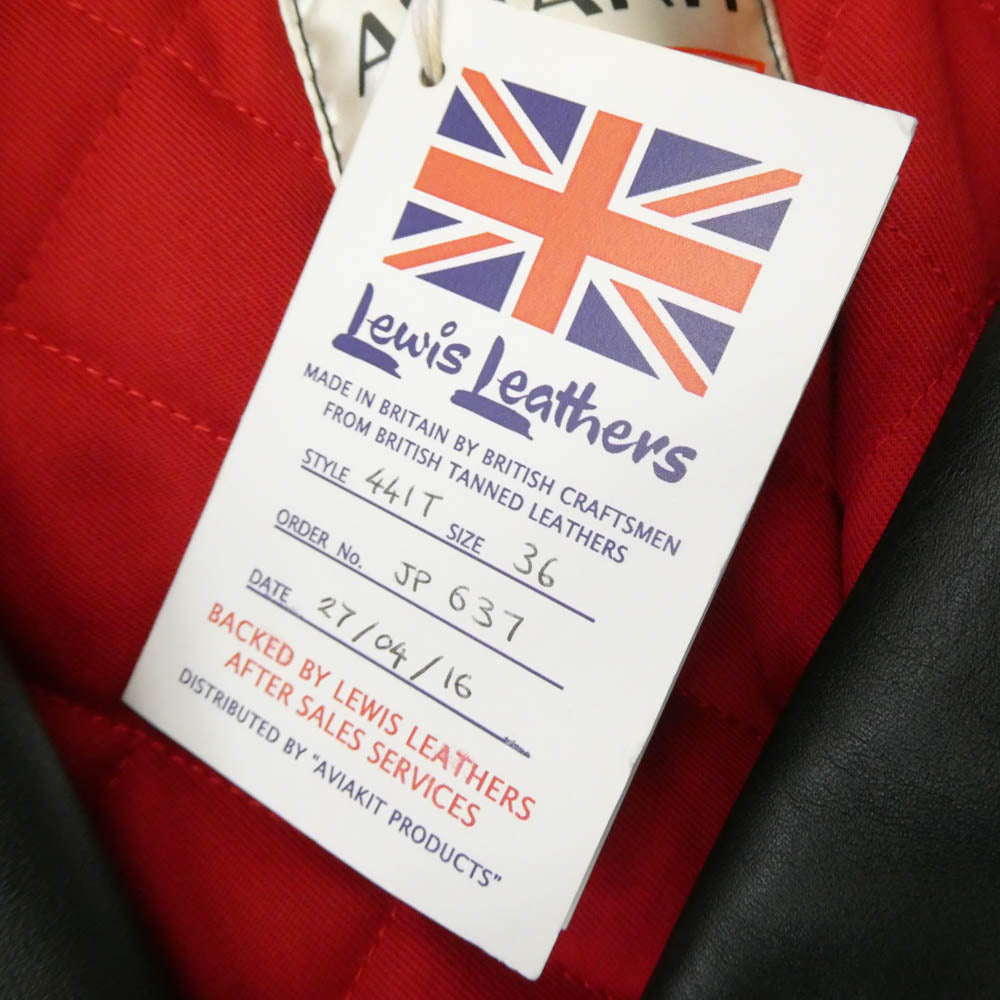 Lewis Leathers
MADE IN BRITAIN BY BRITISH CRAFTSMEN
FROM BRITISH TANNED LEATHERS
STYLE 441T SIZE 36
ORDER No. JP 637
DATE 27/04/16
BACKED BY LEWIS LEATHERS
AFTER SALES SERVICES
DISTRIBUTED BY "AVIAKIT PRODUCTS"